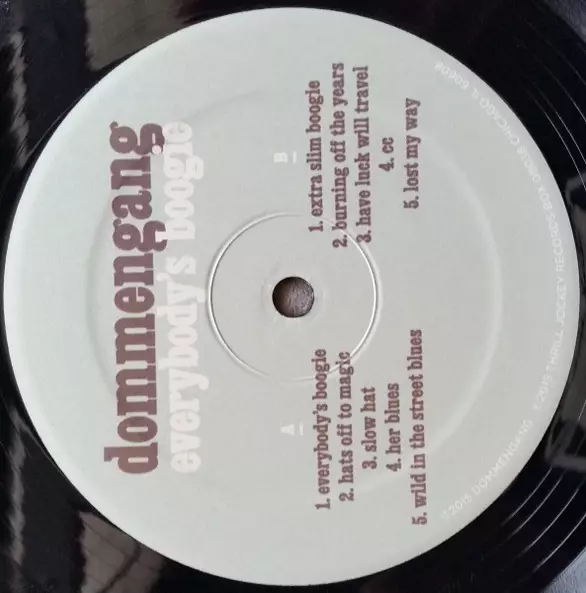 dommengang
everybody's boogie
A
1. everybody's boogie
2. hats off to magic
3. slow hat
4. her blues
5. wild in the street blues
B
1. extra slim boogie
2. burning off the years
3. have luck will travel
4. cc
5. lost my way
℗2015 DOMMENGANG ©2015 THRILL JOCKEY RECORDS BOX 08038 CHICAGO IL 60608